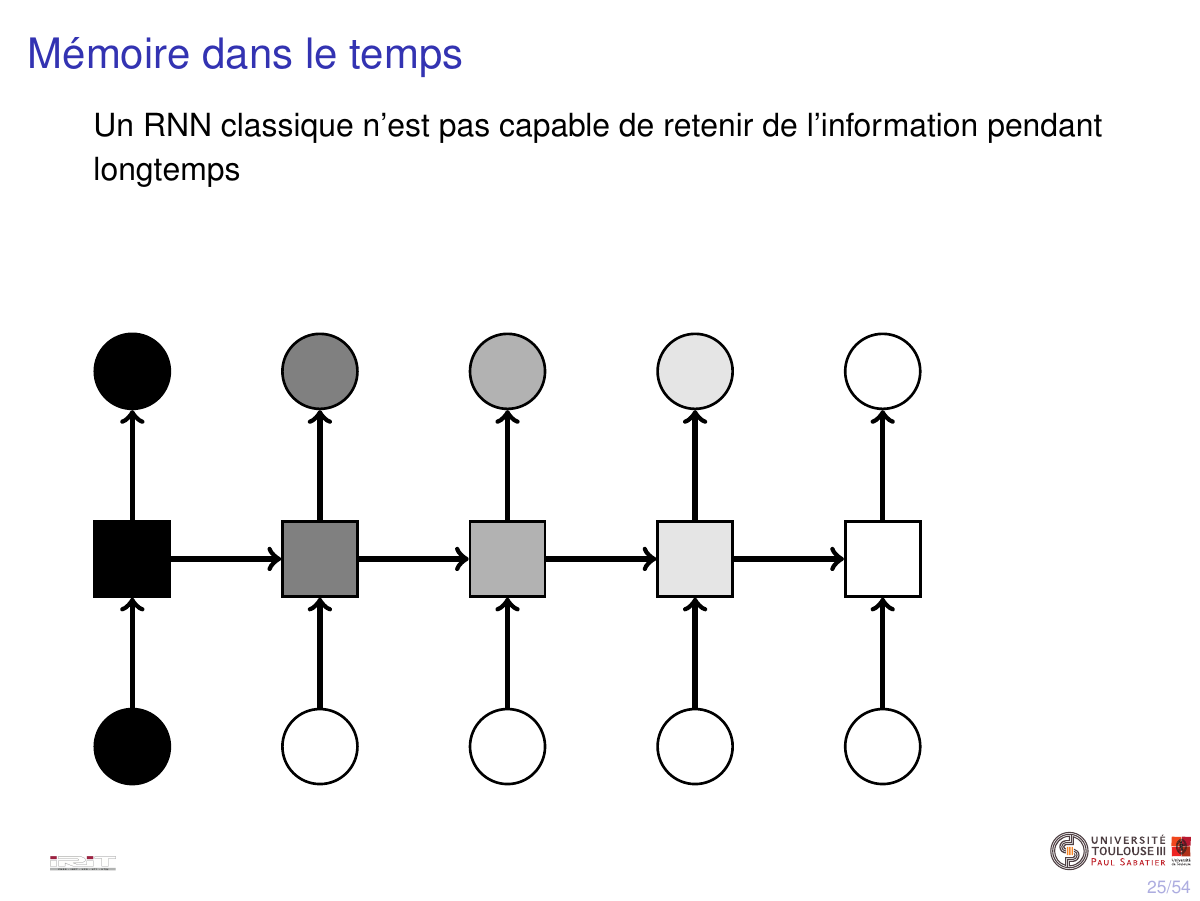 Mémoire dans le temps
Un RNN classique n'est pas capable de retenir de l'information pendant
longtemps
IRIT
UNIVERSITÉ
TOULOUSE III
PAUL SABATIER
25/54